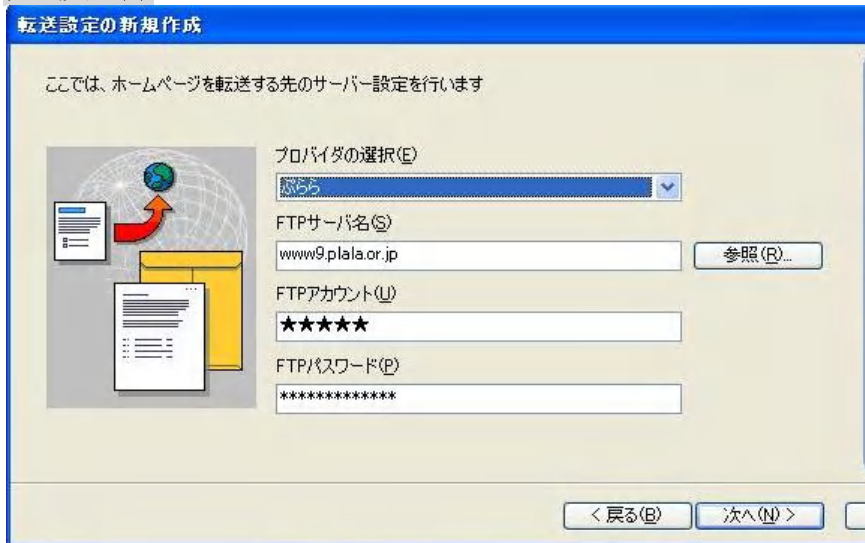 転送設定の新規作成
ここでは、ホームページを転送する先のサーバー設定を行います
プロバイダの選択(E)
ぷらら
FTPサーバ名(S)
www9.plala.or.jp
参照(R)...
FTPアカウント(U)
★★★★★
FTPパスワード(P)
*************
< 戻る(B)
次へ(N) >